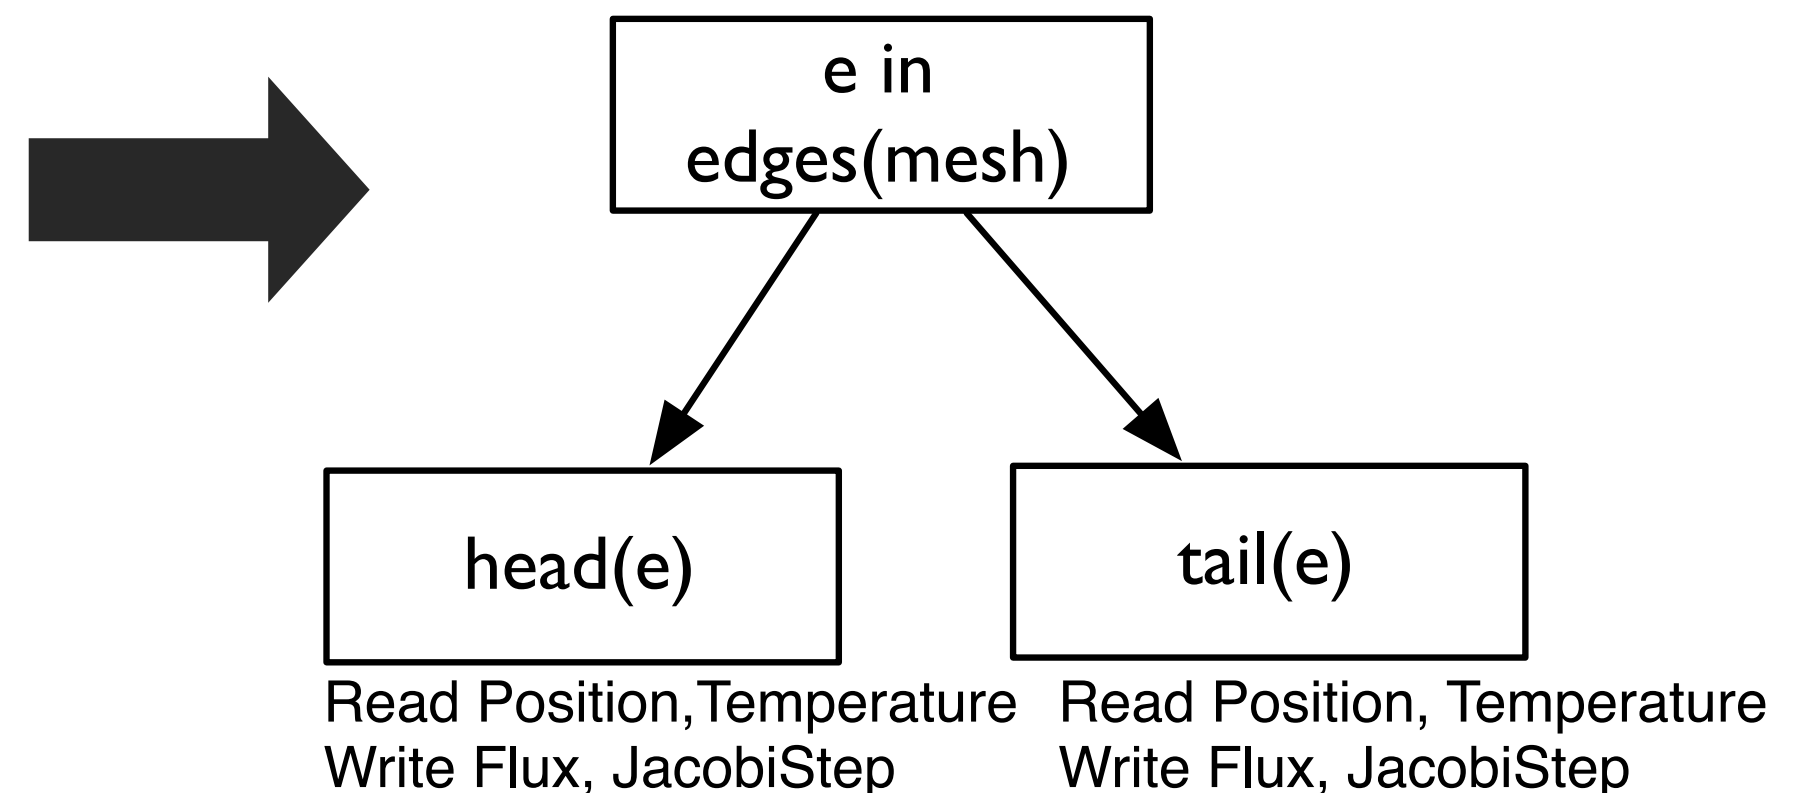 e in
edges(mesh)
head(e)
tail(e)
Read Position,Temperature
Write Flux, JacobiStep
Read Position, Temperature
Write Flux, JacobiStep